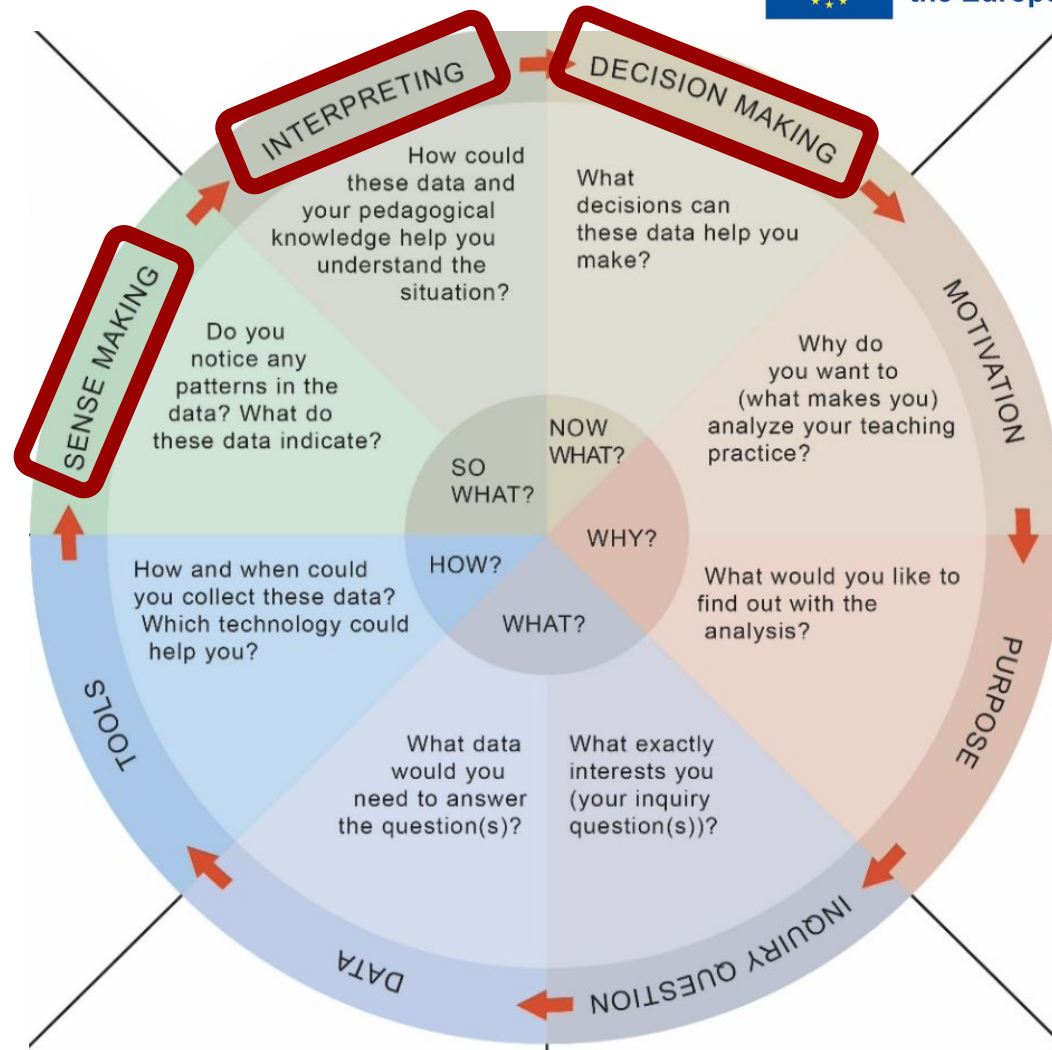 the Europe
INTERPRETING
DECISION MAKING
MOTIVATION
PURPOSE
INQUIRY QUESTION
DATA
TOOLS
SENSE MAKING
How could
these data and
your pedagogical
knowledge help you
understand the
situation?
What
decisions can
these data help you
make?
Why do
you want to
(what makes you)
analyze your teaching
practice?
What would you like to
find out with the
analysis?
What exactly
interests you
(your inquiry
question(s))?
What data
would you
need to answer
the question(s)?
How and when could
you collect these data?
Which technology could
help you?
Do you
notice any
patterns in the
data? What do
these data indicate?
SO
WHAT?
NOW
WHAT?
WHY?
WHAT?
HOW?